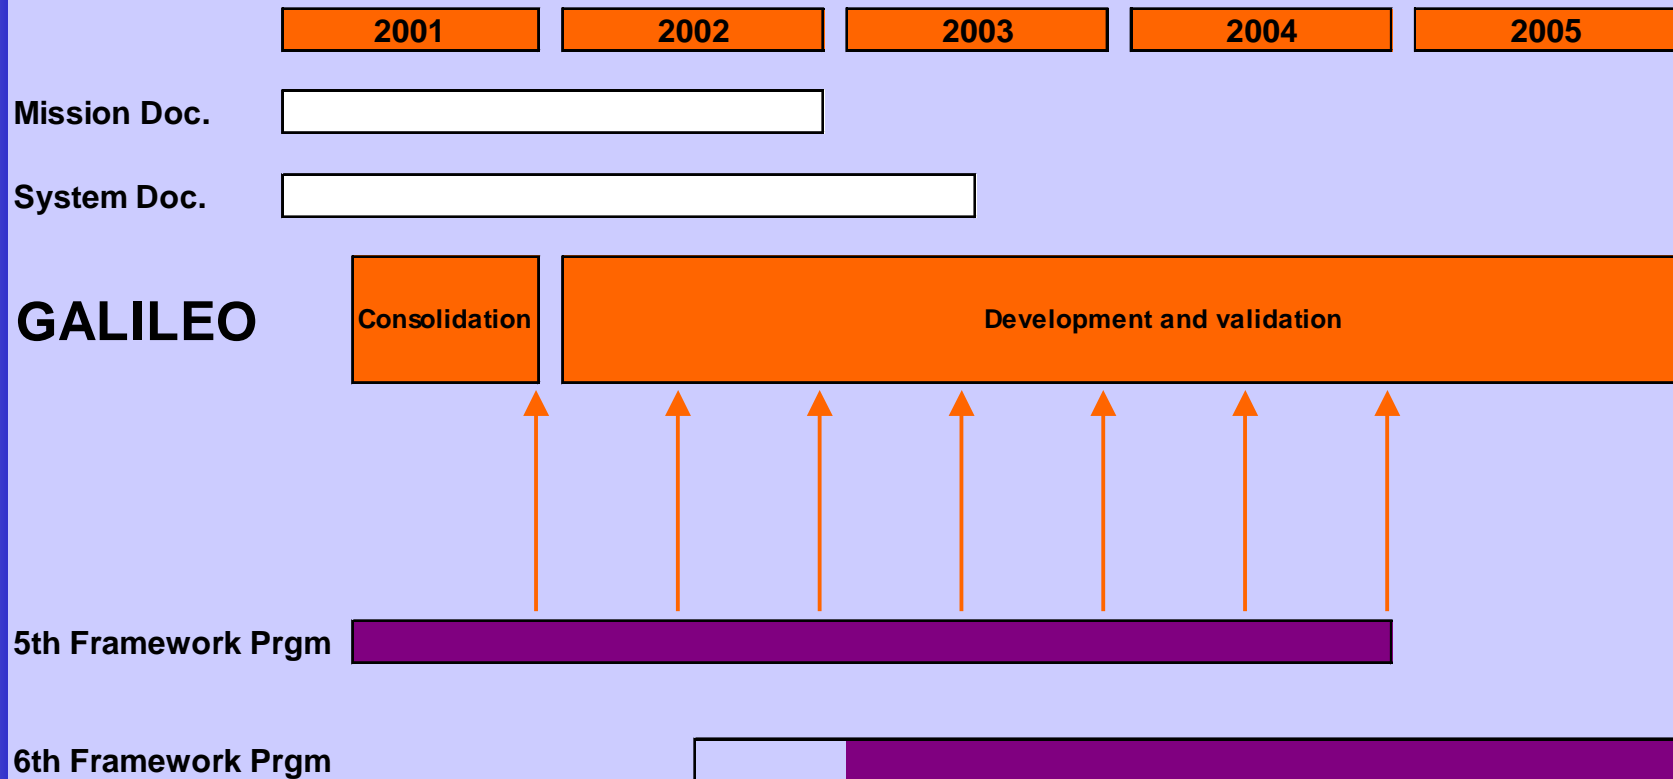 2001 2002 2003 2004 2005
Mission Doc.
System Doc.
GALILEO Consolidation Development and validation
5th Framework Prgm
6th Framework Prgm